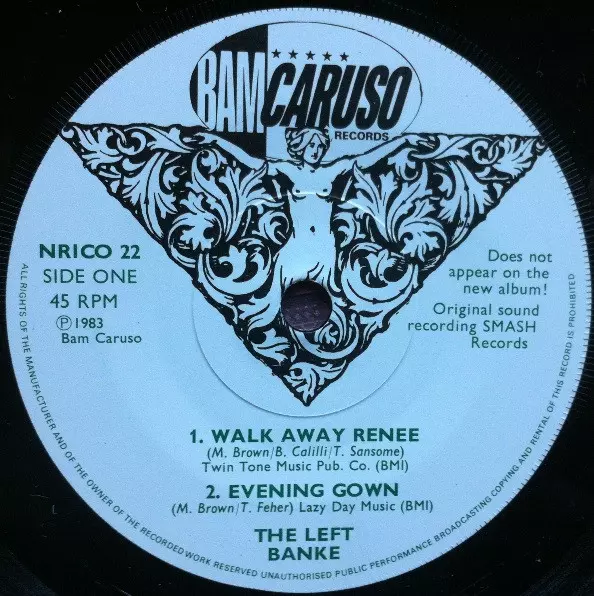 BAM CARUSO
RECORDS
NRICO 22
SIDE ONE
45 RPM
Ⓟ 1983
Bam Caruso
Does not
appear on the
new album!
Original sound
recording SMASH
Records
1. WALK AWAY RENEE
(M. Brown/B. Calilli/T. Sansome)
Twin Tone Music Pub. Co. (BMI)
2. EVENING GOWN
(M. Brown/T. Feher) Lazy Day Music (BMI)
THE LEFT
BANKE
ALL RIGHTS OF THE MANUFACTURER AND OF THE OWNER OF THE RECORDED WORK RESERVED UNAUTHORISED PUBLIC PERFORMANCE BROADCASTING COPYING AND RENTAL OF THIS RECORD IS PROHIBITED